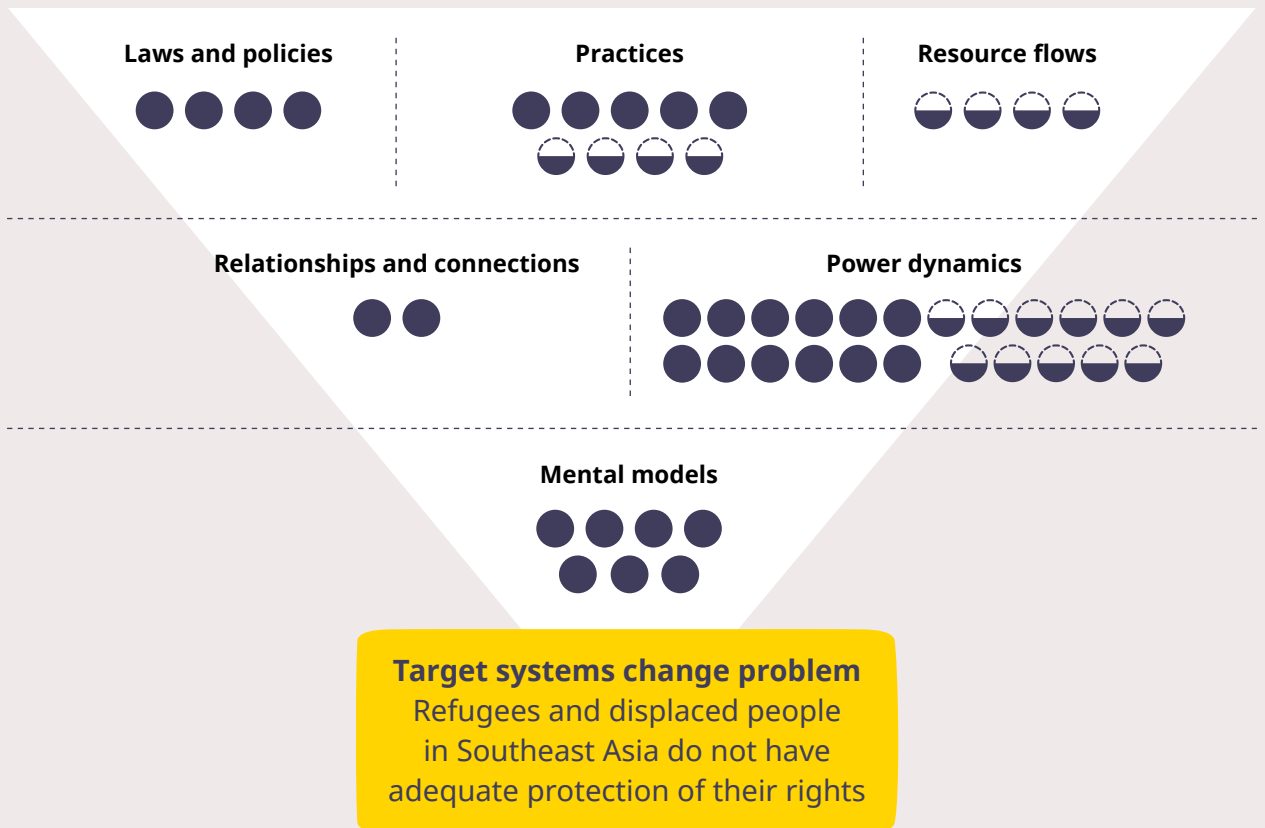 Laws and policies
Practices
Resource flows
Relationships and connections
Power dynamics
Mental models
Target systems change problem
Refugees and displaced people
in Southeast Asia do not have
adequate protection of their rights